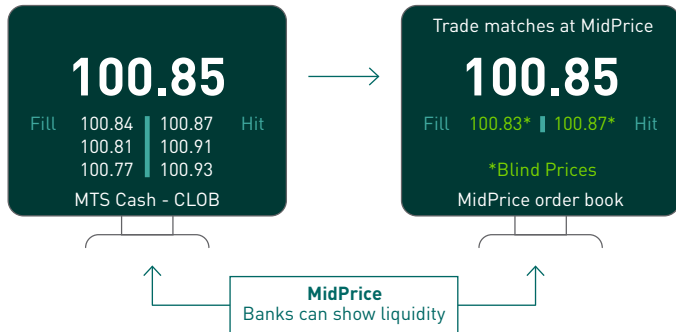 100.85
Fill 100.84 100.87 Hit
100.81 100.91
100.77 100.93
MTS Cash - CLOB
Trade matches at MidPrice
100.85
Fill 100.83* 100.87* Hit
*Blind Prices
MidPrice order book
MidPrice
Banks can show liquidity